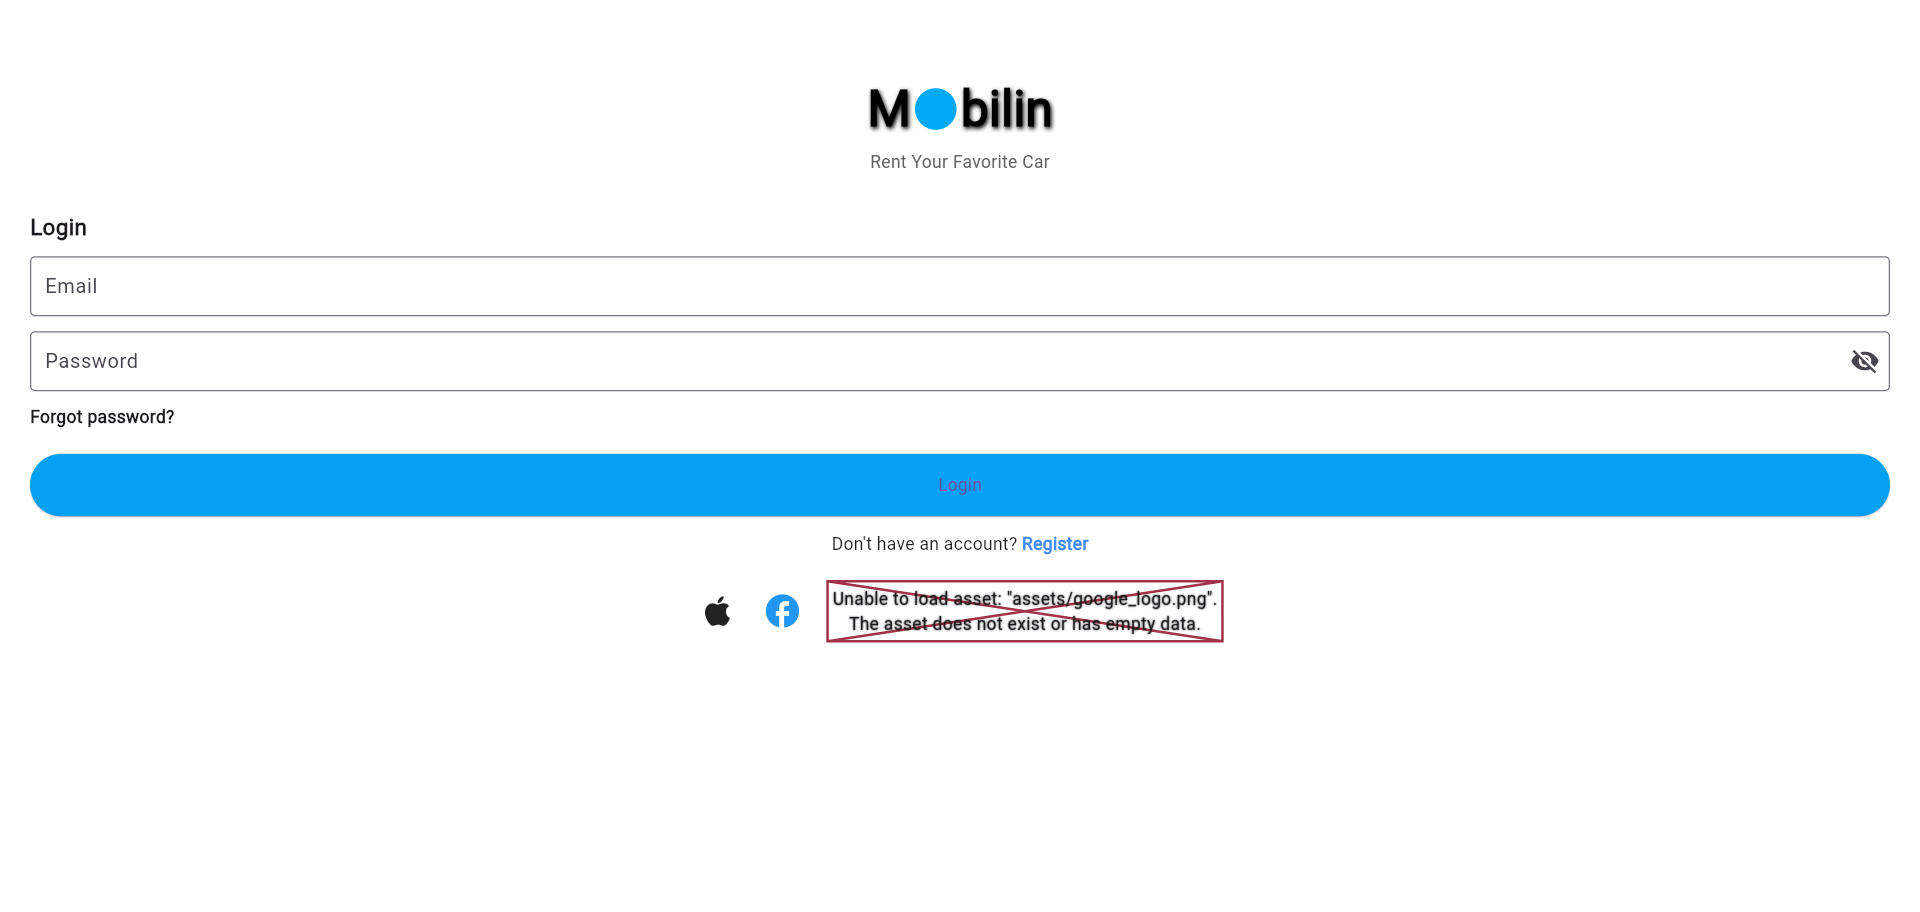 M bilin
Rent Your Favorite Car
Login
Email
Password
Forgot password?
Login
Don't have an account? Register
Unable to load asset: "assets/google_logo.png".
The asset does not exist or has empty data.